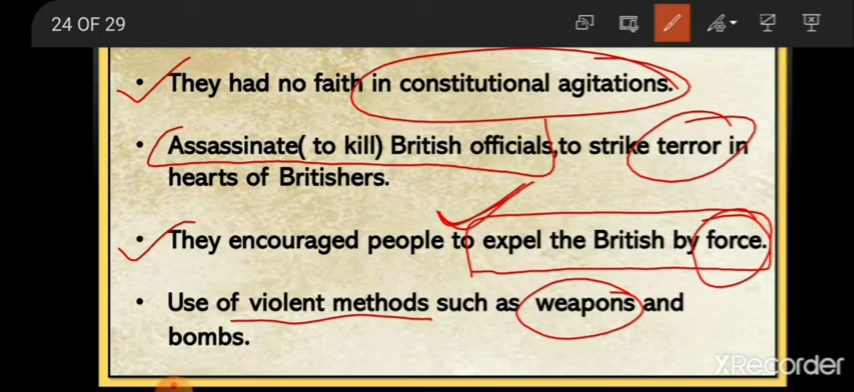 24 OF 29
• They had no faith in constitutional agitations.
• Assassinate( to kill) British officials,to strike terror in
hearts of Britishers.
• They encouraged people to expel the British by force.
• Use of violent methods such as weapons and
bombs.
XRecorder